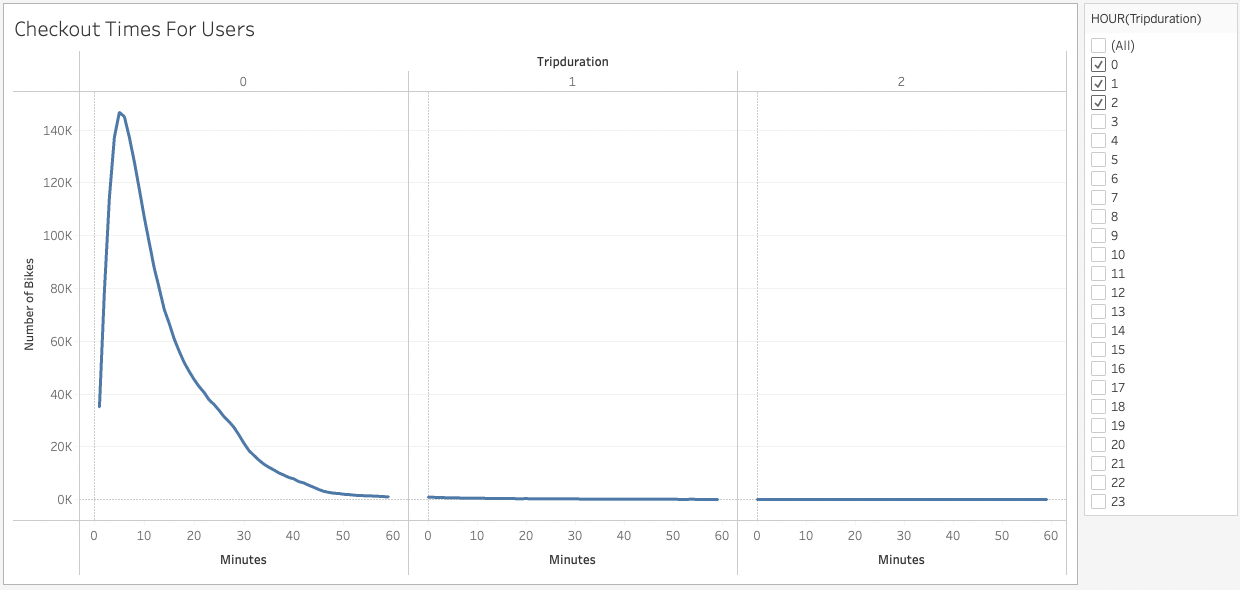 Checkout Times For Users
Tripduration
0 1 2
140K
120K
100K
80K
60K
40K
20K
0K
Number of Bikes
0 10 20 30 40 50 60 0 10 20 30 40 50 60 0 10 20 30 40 50 60
Minutes Minutes Minutes
HOUR(Tripduration)
(All)
0
1
2
3
4
5
6
7
8
9
10
11
12
13
14
15
16
17
18
19
20
21
22
23